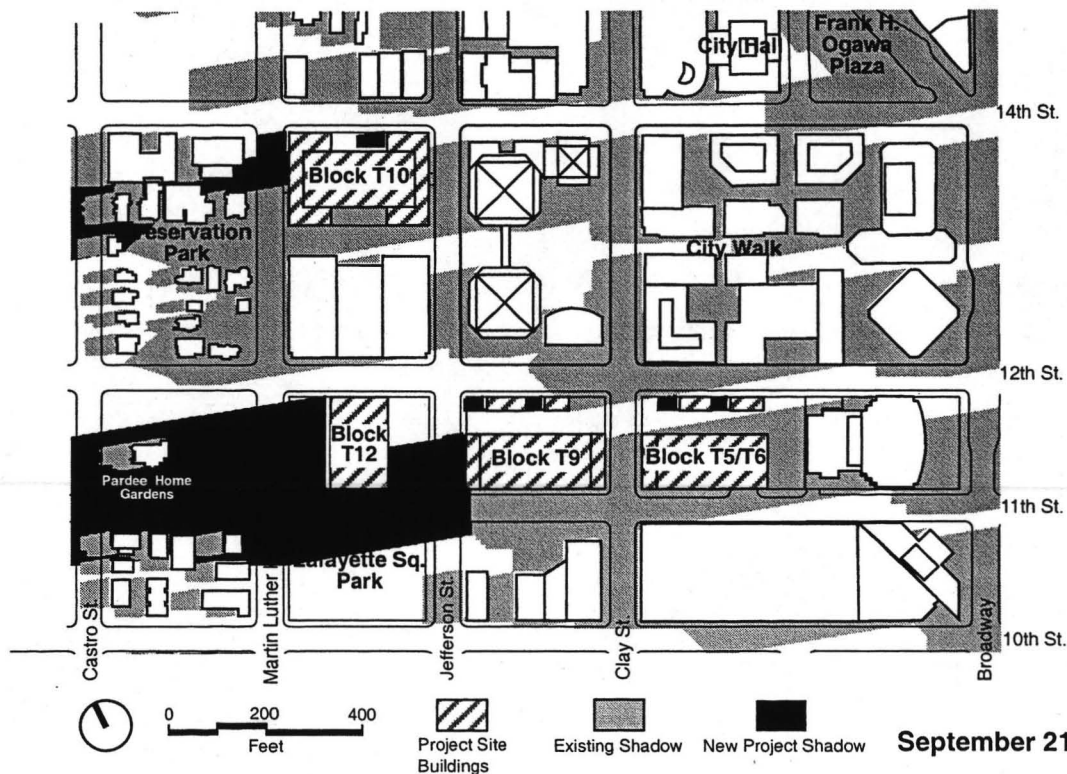 Frank H.
Ogawa
Plaza
City Hal
14th St.
Block T10
eservation
Park
City Walk
12th St.
Block
T12
Block T9
Block T5/T6
Pardee Home
Gardens
11th St.
Lafayette Sq.
Park
Castro St.
Martin Luther
Jefferson St.
Clay St.
Broadway
10th St.
0 200 400
Feet
Project Site
Buildings
Existing Shadow
New Project Shadow
September 21